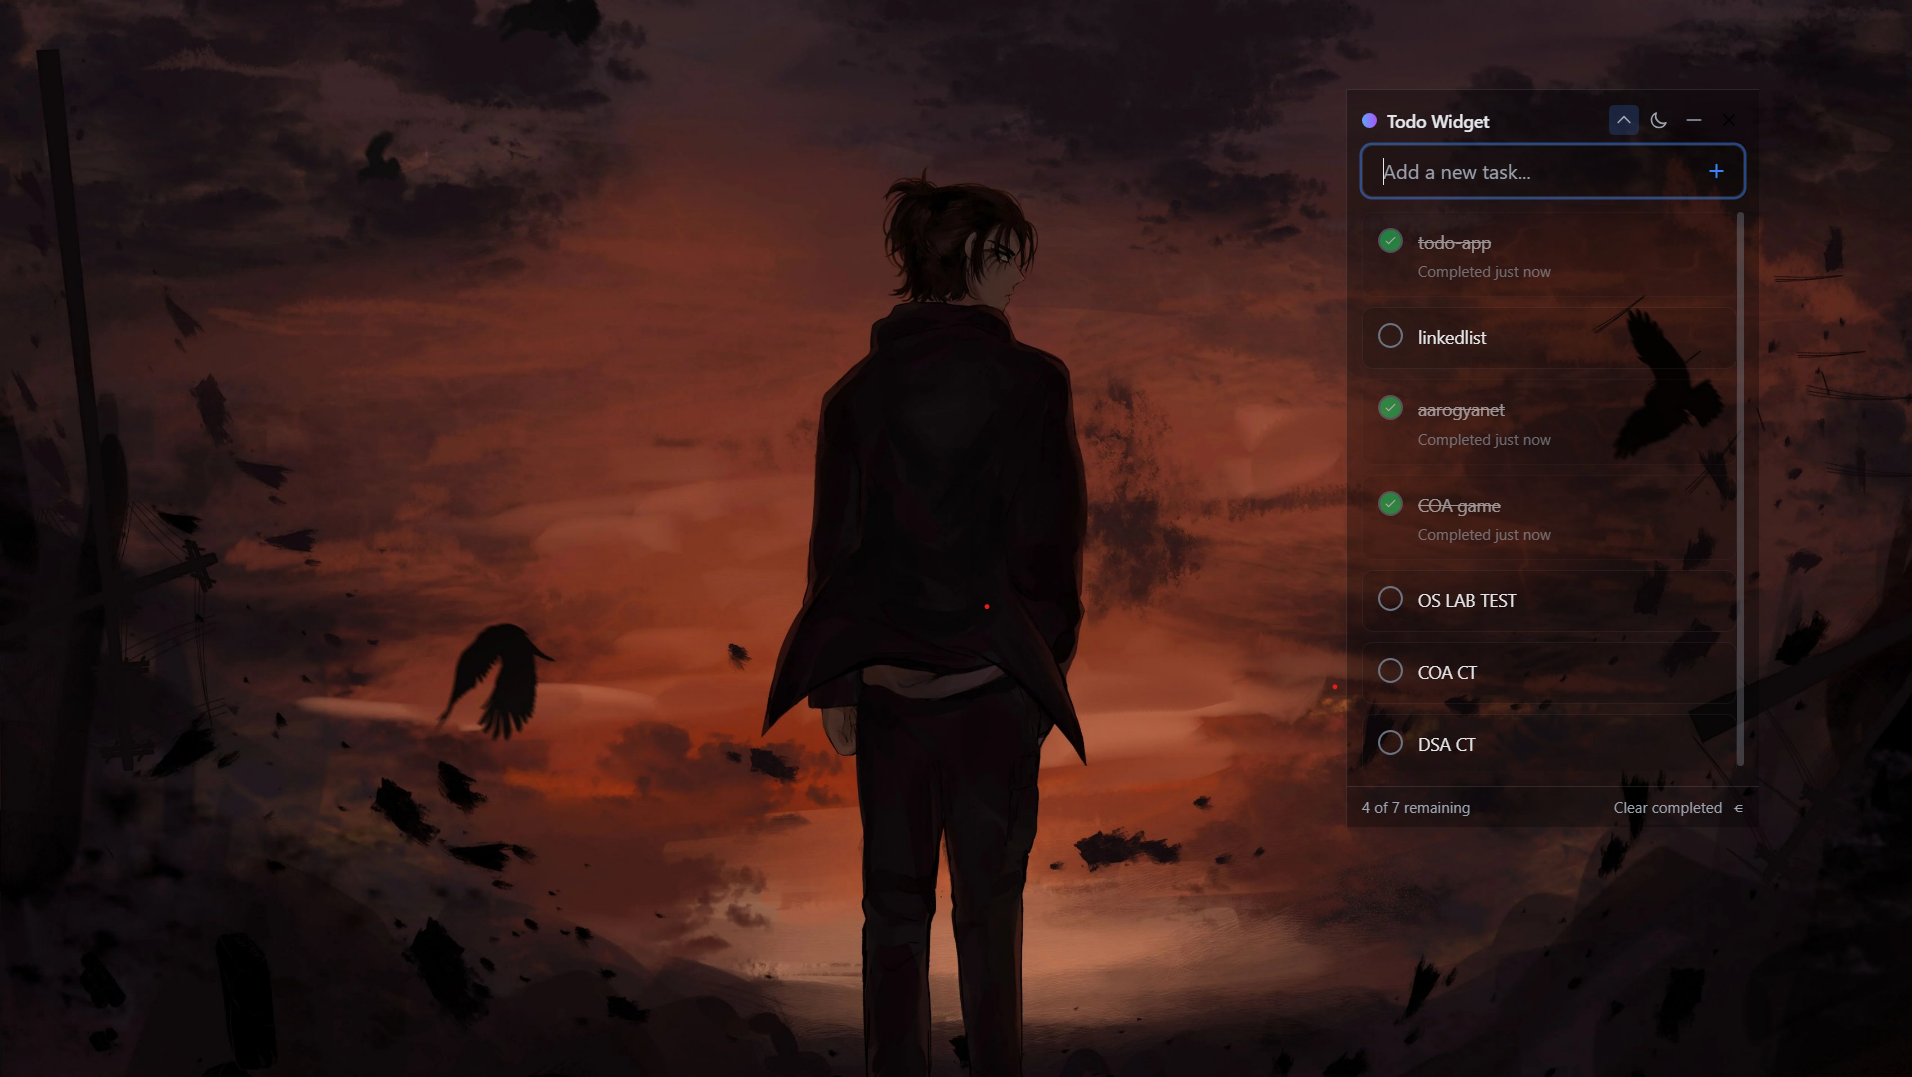 Todo Widget
Add a new task...
todo-app
Completed just now
linkedlist
aarogyanet
Completed just now
COA game
Completed just now
OS LAB TEST
COA CT
DSA CT
4 of 7 remaining
Clear completed